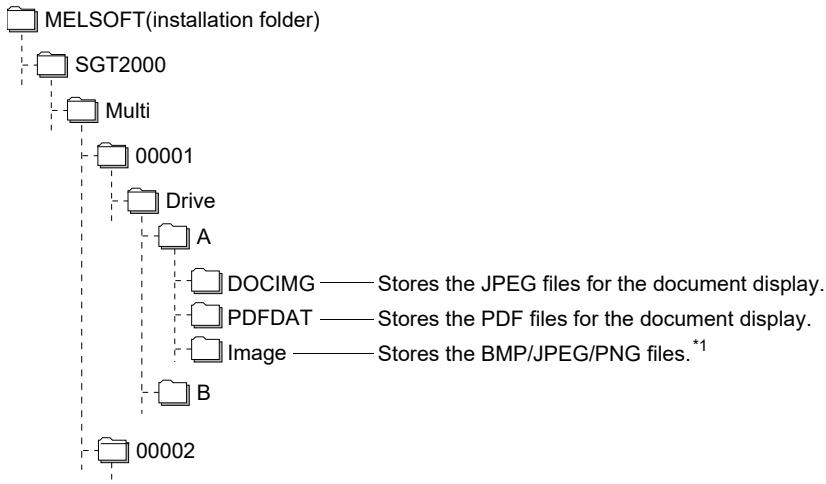 MELSOFT(installation folder)
SGT2000
Multi
00001
Drive
A
DOCIMG Stores the JPEG files for the document display.
PDFDAT Stores the PDF files for the document display.
Image Stores the BMP/JPEG/PNG files.*1
B
00002